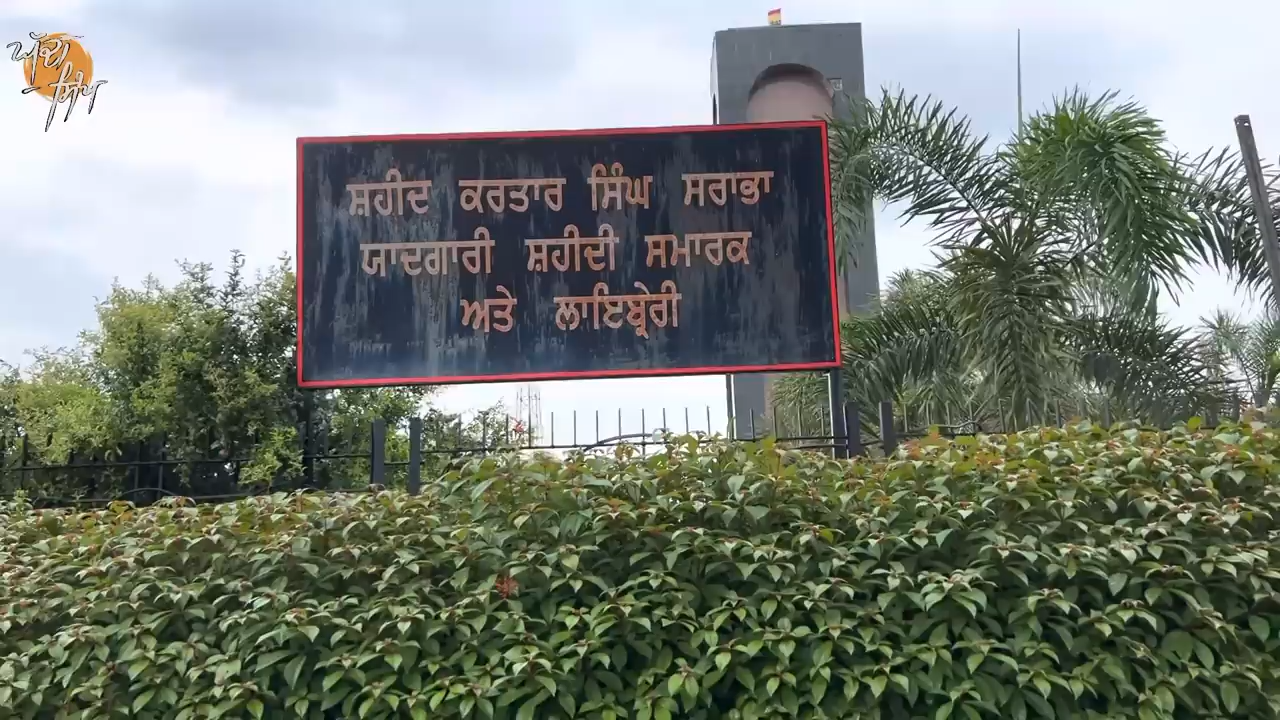 ਸ਼ਹੀਦ ਕਰਤਾਰ ਸਿੰਘ ਸਰਾਭਾ
ਯਾਦਗਾਰੀ ਸ਼ਹੀਦੀ ਸਮਾਰਕ
ਅਤੇ ਲਾਇਬ੍ਰੇਰੀ